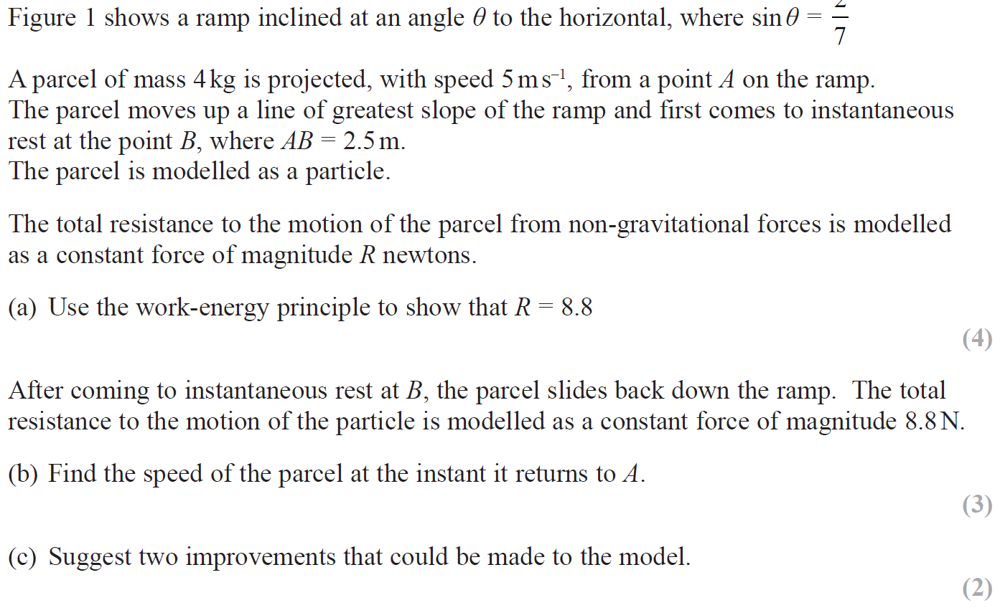 Figure 1 shows a ramp inclined at an angle θ to the horizontal, where sin θ = 2/7
A parcel of mass 4 kg is projected, with speed 5 m s⁻¹, from a point A on the ramp.
The parcel moves up a line of greatest slope of the ramp and first comes to instantaneous
rest at the point B, where AB = 2.5 m.
The parcel is modelled as a particle.
The total resistance to the motion of the parcel from non-gravitational forces is modelled
as a constant force of magnitude R newtons.
(a) Use the work-energy principle to show that R = 8.8
(4)
After coming to instantaneous rest at B, the parcel slides back down the ramp. The total
resistance to the motion of the particle is modelled as a constant force of magnitude 8.8 N.
(b) Find the speed of the parcel at the instant it returns to A.
(3)
(c) Suggest two improvements that could be made to the model.
(2)